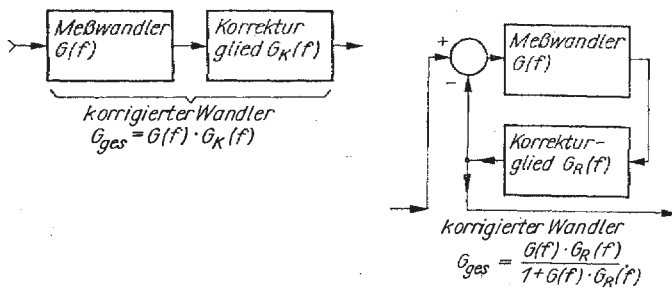 Meßwandler
G(f)
Korrektur
glied G_K(f)
korrigierter Wandler
G_ges = G(f) · G_K(f)
+
-
Meßwandler
G(f)
Korrektur-
glied G_R(f)
korrigierter Wandler
G_ges = G(f) · G_R(f) / 1 + G(f) · G_R(f)